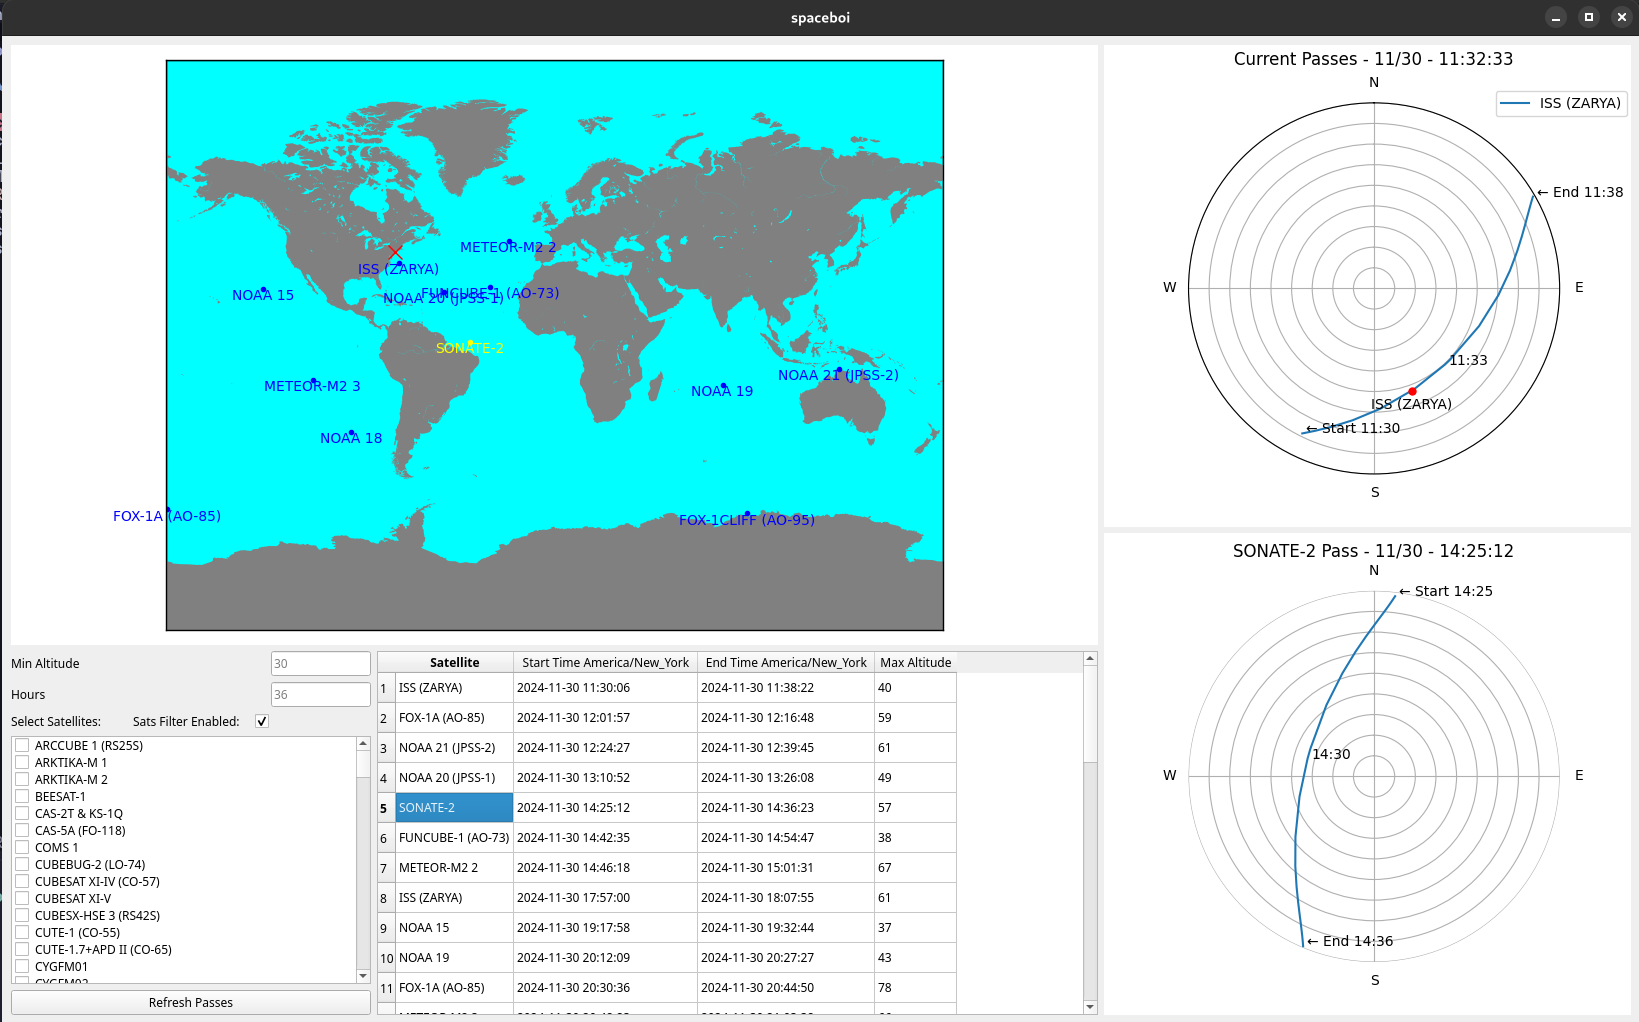 spaceboi
METEOR-M2 2
ISS (ZARYA)
NOAA 15
FUNCUBE-1 (AO-73)
NOAA 20 (JPSS-1)
SONATE-2
METEOR-M2 3
NOAA 21 (JPSS-2)
NOAA 19
NOAA 18
FOX-1A (AO-85)
FOX-1CLIFF (AO-95)
Current Passes - 11/30 - 11:32:33
N
ISS (ZARYA)
← End 11:38
W
E
11:33
ISS (ZARYA)
← Start 11:30
S
SONATE-2 Pass - 11/30 - 14:25:12
N
← Start 14:25
14:30
W
E
← End 14:36
S
Min Altitude 30
Hours 36
Select Satellites: Sats Filter Enabled:
ARCCUBE 1 (RS25S)
ARKTIKA-M 1
ARKTIKA-M 2
BEESAT-1
CAS-2T & KS-1Q
CAS-5A (FO-118)
COMS 1
CUBEBUG-2 (LO-74)
CUBESAT XI-IV (CO-57)
CUBESAT XI-V
CUBESX-HSE 3 (RS42S)
CUTE-1 (CO-55)
CUTE-1.7+APD II (CO-65)
CYGFM01
Refresh Passes
Satellite Start Time America/New_York End Time America/New_York Max Altitude
1 ISS (ZARYA) 2024-11-30 11:30:06 2024-11-30 11:38:22 40
2 FOX-1A (AO-85) 2024-11-30 12:01:57 2024-11-30 12:16:48 59
3 NOAA 21 (JPSS-2) 2024-11-30 12:24:27 2024-11-30 12:39:45 61
4 NOAA 20 (JPSS-1) 2024-11-30 13:10:52 2024-11-30 13:26:08 49
5 SONATE-2 2024-11-30 14:25:12 2024-11-30 14:36:23 57
6 FUNCUBE-1 (AO-73) 2024-11-30 14:42:35 2024-11-30 14:54:47 38
7 METEOR-M2 2 2024-11-30 14:46:18 2024-11-30 15:01:31 67
8 ISS (ZARYA) 2024-11-30 17:57:00 2024-11-30 18:07:55 61
9 NOAA 15 2024-11-30 19:17:58 2024-11-30 19:32:44 37
10 NOAA 19 2024-11-30 20:12:09 2024-11-30 20:27:27 43
11 FOX-1A (AO-85) 2024-11-30 20:30:36 2024-11-30 20:44:50 78